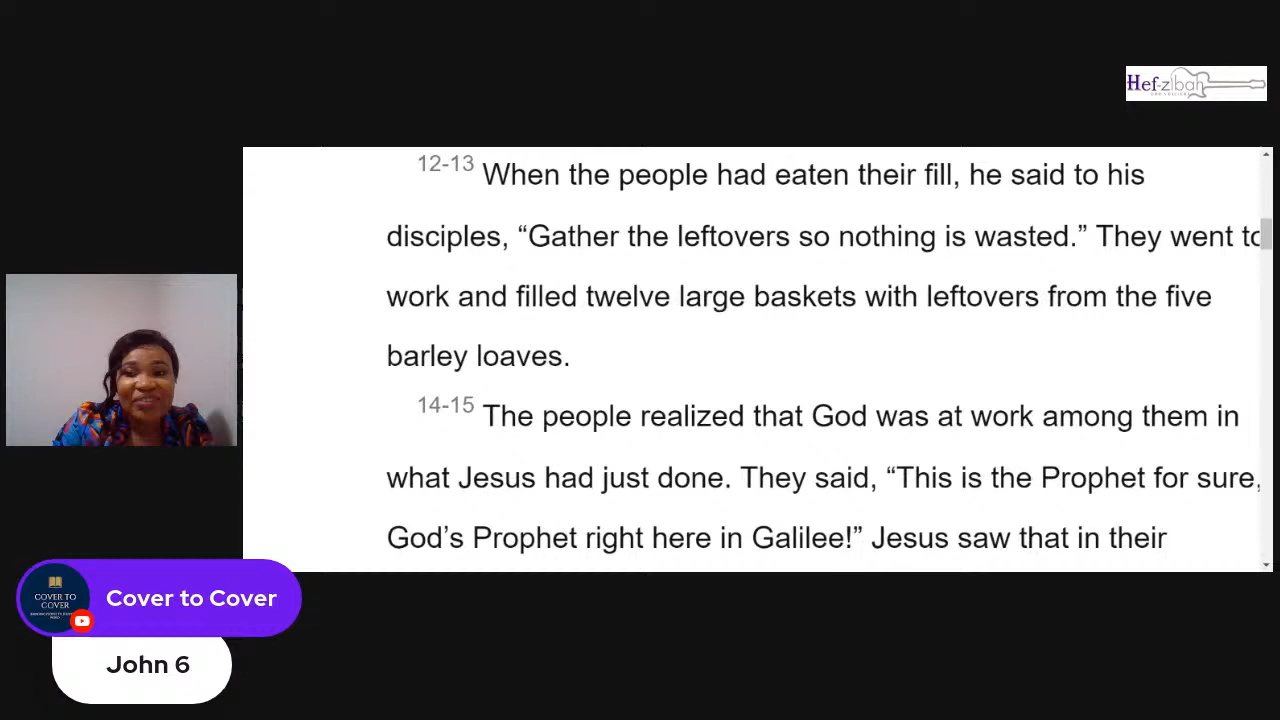 Hef-zibah
12-13 When the people had eaten their fill, he said to his
disciples, “Gather the leftovers so nothing is wasted.” They went to
work and filled twelve large baskets with leftovers from the five
barley loaves.
14-15 The people realized that God was at work among them in
what Jesus had just done. They said, “This is the Prophet for sure,
God’s Prophet right here in Galilee!” Jesus saw that in their
COVER TO
COVER
Cover to Cover
John 6